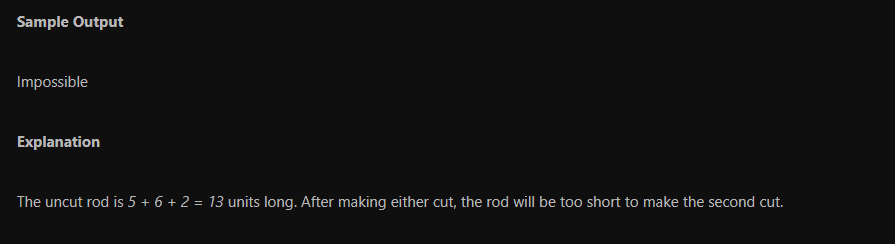 Sample Output
Impossible
Explanation
The uncut rod is 5 + 6 + 2 = 13 units long. After making either cut, the rod will be too short to make the second cut.